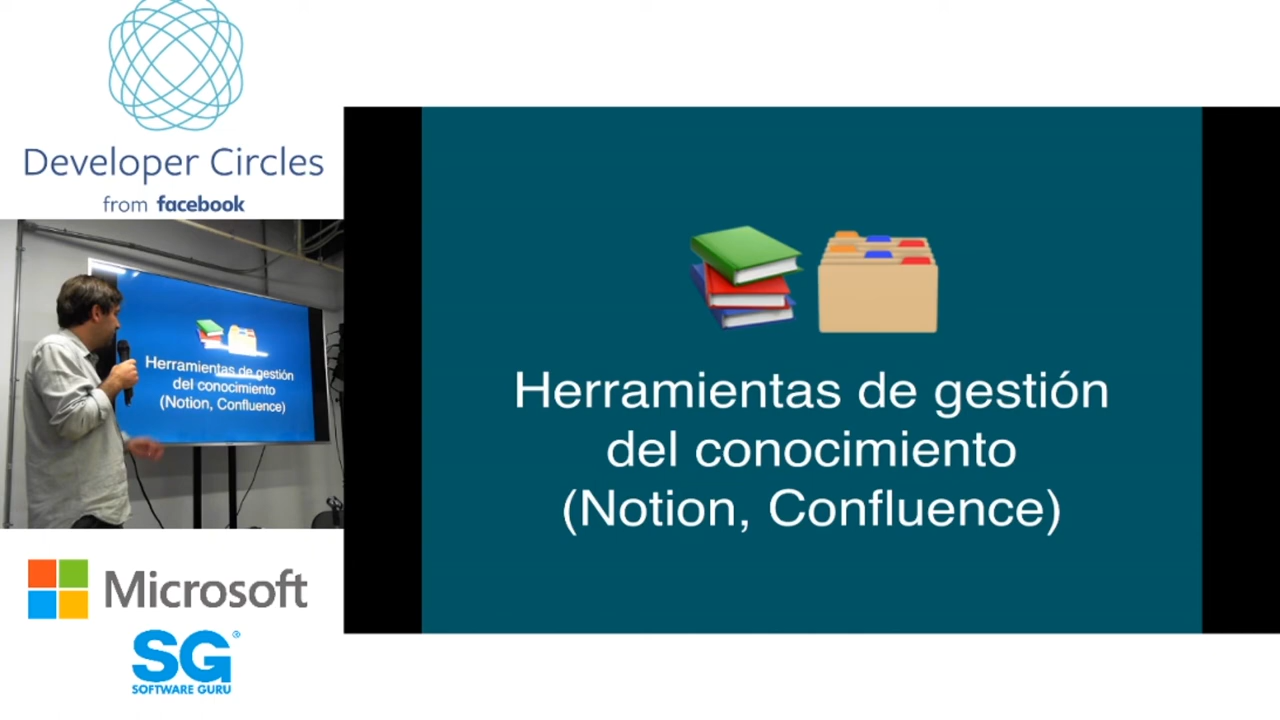 Developer Circles
from facebook
Herramientas de gestión
del conocimiento
(Notion, Confluence)
Herramientas de gestión
del conocimiento
(Notion, Confluence)
Microsoft
SG®
SOFTWARE GURU